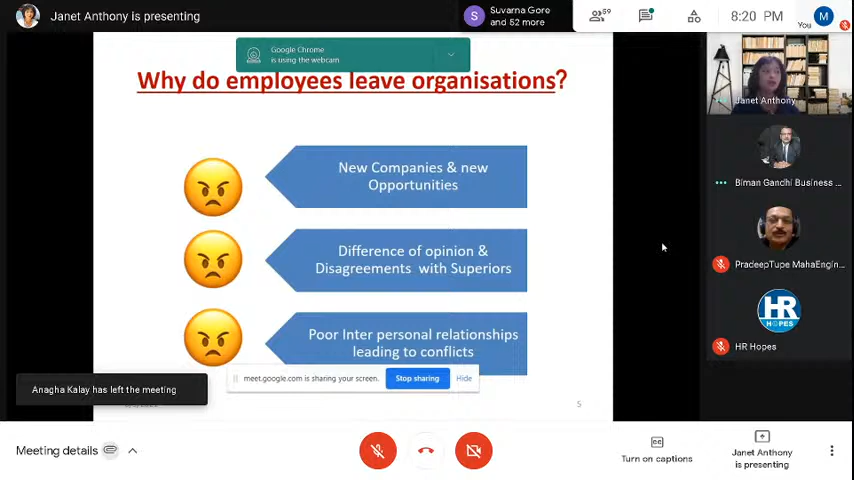 Janet Anthony is presenting
S
Suvarna Gore
and 52 more
59
8:20 PM
You
M
Google Chrome
is using the webcam
Why do employees leave organisations?
New Companies & new
Opportunities
Difference of opinion &
Disagreements with Superiors
Poor Inter personal relationships
leading to conflicts
Janet Anthony
Biman Gandhi Business ...
PradeepTupe MahaEngin...
HR
HOPES
HR Hopes
meet.google.com is sharing your screen.
Stop sharing
Hide
Anagha Kalay has left the meeting
5
Meeting details
Turn on captions
Janet Anthony
is presenting